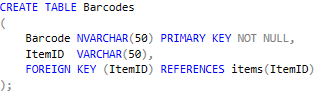 CREATE TABLE Barcodes
(
    Barcode NVARCHAR(50) PRIMARY KEY NOT NULL,
    ItemID  VARCHAR(50),
    FOREIGN KEY (ItemID) REFERENCES items(ItemID)
);